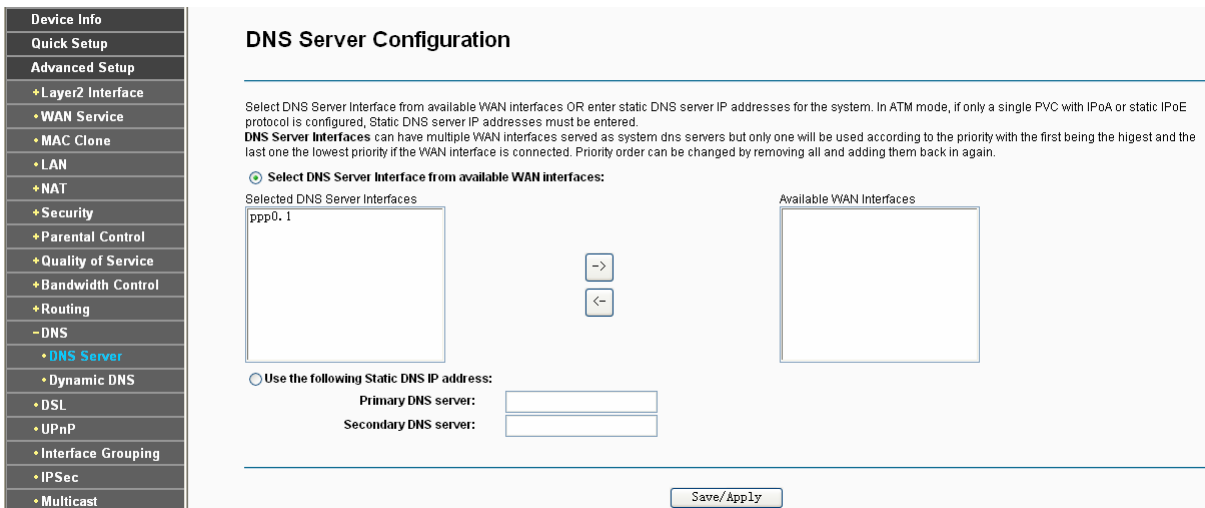 Device Info
Quick Setup
Advanced Setup
+Layer2 Interface
•WAN Service
•MAC Clone
•LAN
+NAT
+Security
+Parental Control
+Quality of Service
+Bandwidth Control
+Routing
−DNS
•DNS Server
•Dynamic DNS
•DSL
•UPnP
•Interface Grouping
•IPSec
•Multicast
DNS Server Configuration
Select DNS Server Interface from available WAN interfaces OR enter static DNS server IP addresses for the system. In ATM mode, if only a single PVC with IPoA or static IPoE
protocol is configured, Static DNS server IP addresses must be entered.
DNS Server Interfaces can have multiple WAN interfaces served as system dns servers but only one will be used according to the priority with the first being the higest and the
last one the lowest priority if the WAN interface is connected. Priority order can be changed by removing all and adding them back in again.
Select DNS Server Interface from available WAN interfaces:
Selected DNS Server Interfaces
ppp0.1
->
<-
Available WAN Interfaces
Use the following Static DNS IP address:
Primary DNS server:
Secondary DNS server:
Save/Apply